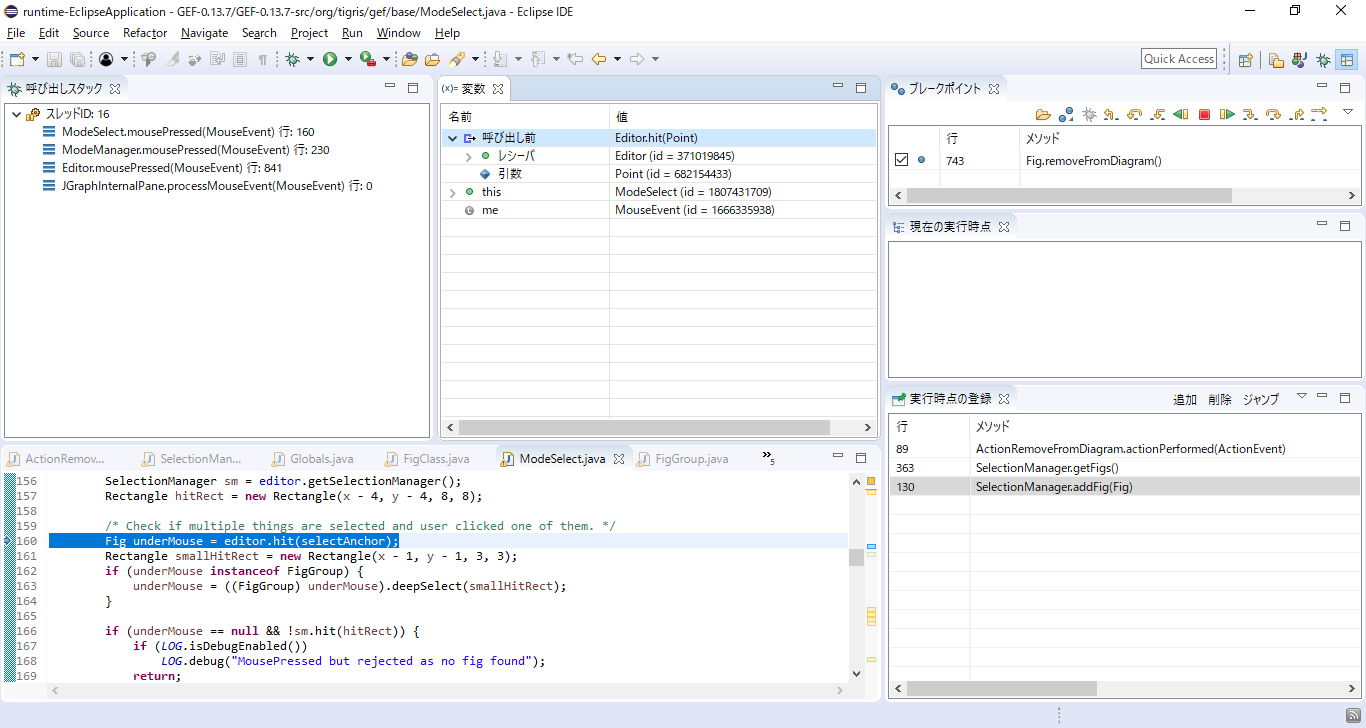 runtime-EclipseApplication - GEF-0.13.7/GEF-0.13.7-src/org/tigris/gef/base/ModeSelect.java - Eclipse IDE
File Edit Source Refactor Navigate Search Project Run Window Help
Quick Access
呼び出しスタック
スレッドID: 16
ModeSelect.mousePressed(MouseEvent) 行: 160
ModeManager.mousePressed(MouseEvent) 行: 230
Editor.mousePressed(MouseEvent) 行: 841
JGraphInternalPane.processMouseEvent(MouseEvent) 行: 0
(x)= 変数
名前 値
呼び出し前 Editor.hit(Point)
レシーバ Editor (id = 371019845)
引数 Point (id = 682154433)
this ModeSelect (id = 1807431709)
me MouseEvent (id = 1666335938)
ブレークポイント
行 メソッド
743 Fig.removeFromDiagram()
現在の実行時点
実行時点の登録 追加 削除 ジャンプ
行 メソッド
89 ActionRemoveFromDiagram.actionPerformed(ActionEvent)
363 SelectionManager.getFigs()
130 SelectionManager.addFig(Fig)
ActionRemov... SelectionMan... Globals.java FigClass.java ModeSelect.java FigGroup.java »5
156 SelectionManager sm = editor.getSelectionManager();
157 Rectangle hitRect = new Rectangle(x - 4, y - 4, 8, 8);
158
159 /* Check if multiple things are selected and user clicked one of them. */
160 Fig underMouse = editor.hit(selectAnchor);
161 Rectangle smallHitRect = new Rectangle(x - 1, y - 1, 3, 3);
162 if (underMouse instanceof FigGroup) {
163 underMouse = ((FigGroup) underMouse).deepSelect(smallHitRect);
164 }
165
166 if (underMouse == null && !sm.hit(hitRect)) {
167 if (LOG.isDebugEnabled())
168 LOG.debug("MousePressed but rejected as no fig found");
169 return;